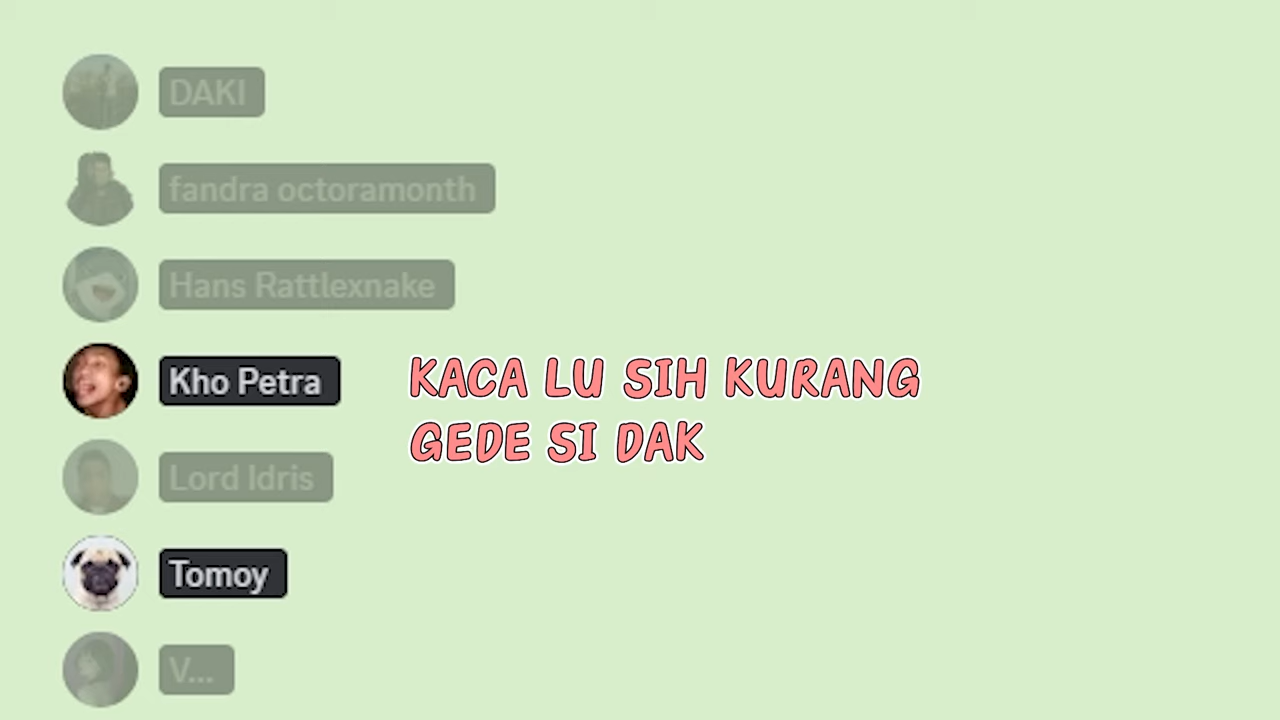 DAKI
fandra octoramonth
Hans Rattlexnake
Kho Petra
KACA LU SIH KURANG
GEDE SI DAK
Lord Idris
Tomoy
V...